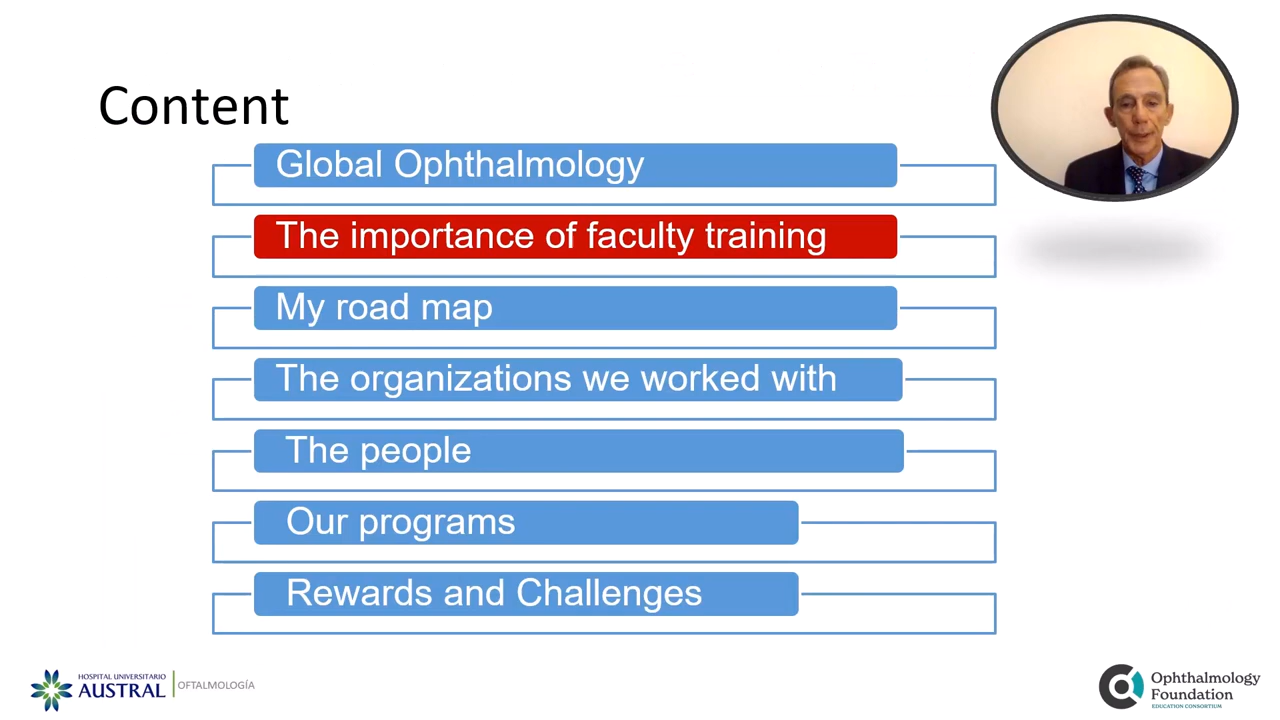 Content
Global Ophthalmology
The importance of faculty training
My road map
The organizations we worked with
The people
Our programs
Rewards and Challenges
HOSPITAL UNIVERSITARIO
AUSTRAL
OFTALMOLOGÍA
Ophthalmology
Foundation
EDUCATION CONSORTIUM